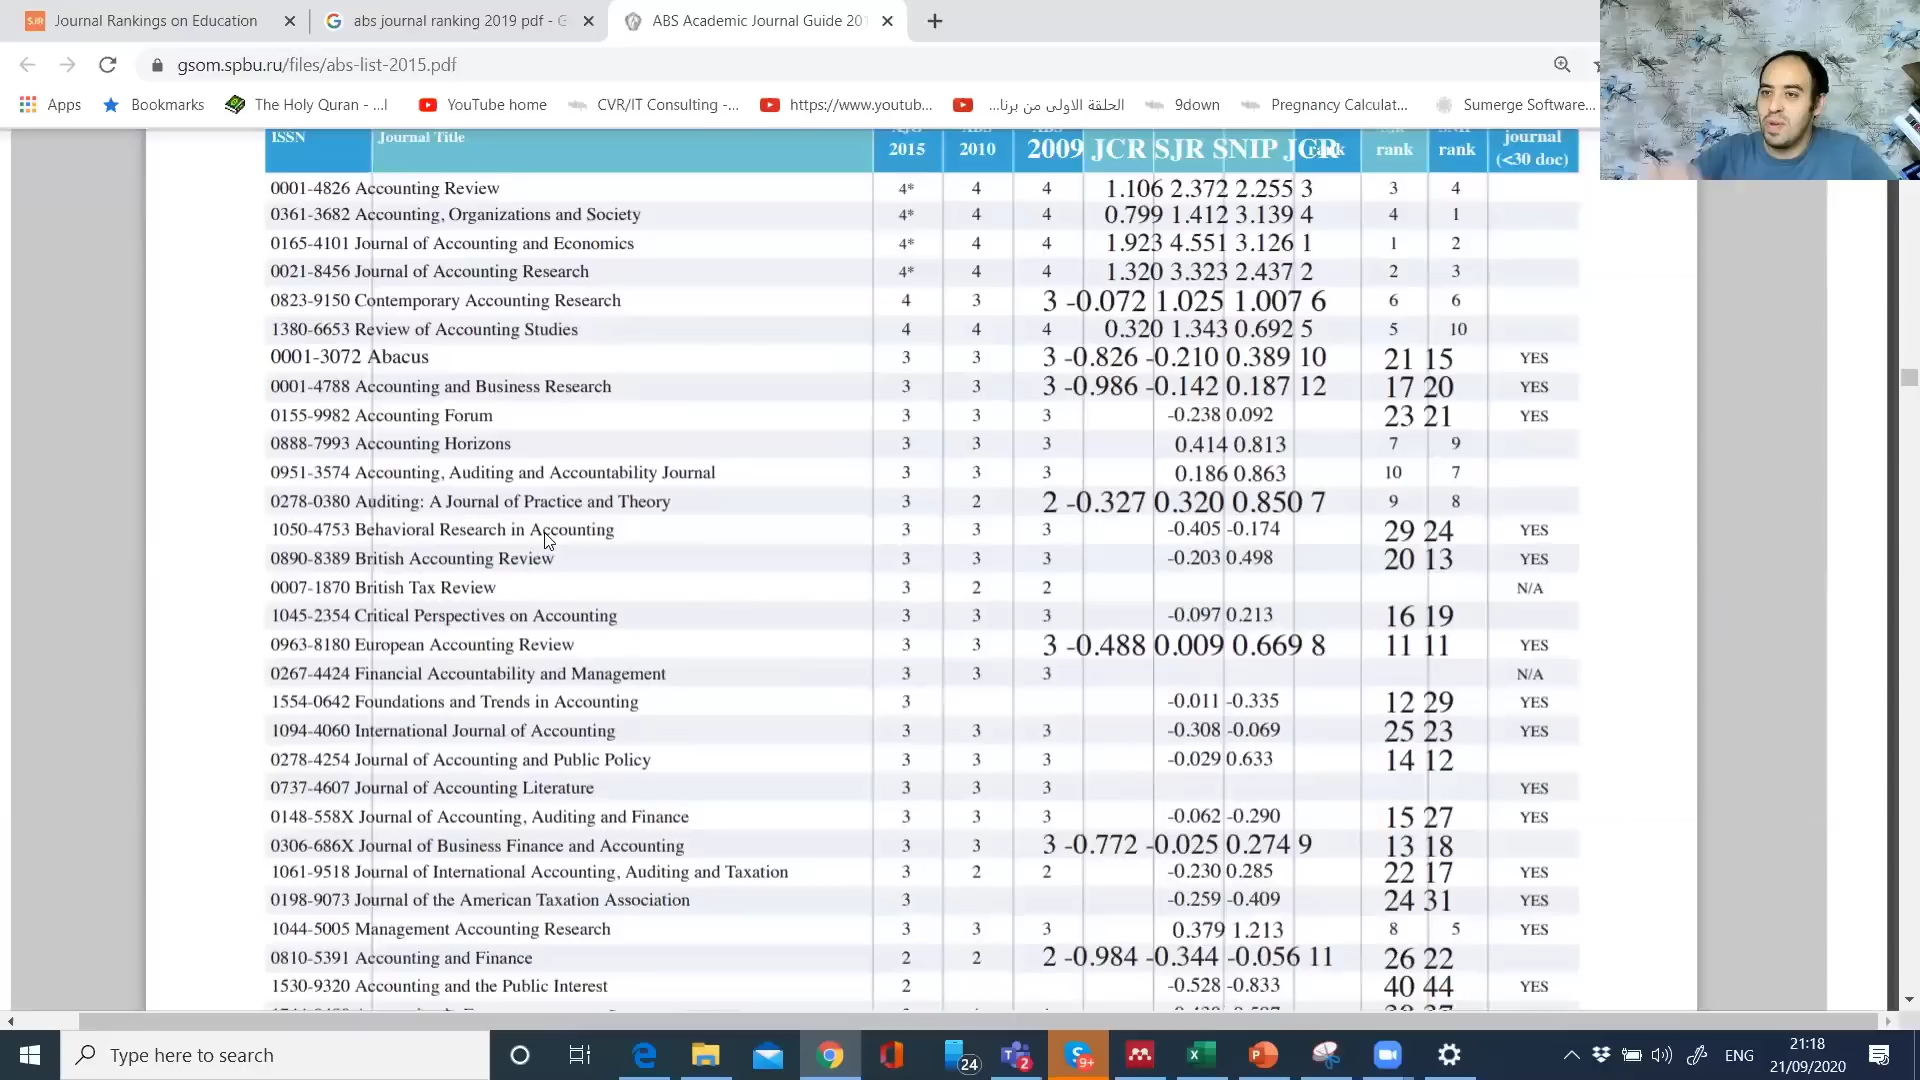 Journal Rankings on Education
abs journal ranking 2019 pdf - G
ABS Academic Journal Guide 201
gsom.spbu.ru/files/abs-list-2015.pdf
Apps Bookmarks The Holy Quran - ...l YouTube home CVR/IT Consulting -... https://www.youtub... الحلقة الاولى من برنا... 9down Pregnancy Calculat... Sumerge Software...
ISSN Journal Title 2015 2010 2009 JCR SJR SNIP JCR rank rank rank journal (<30 doc)
0001-4826 Accounting Review 4* 4 4 1.106 2.372 2.255 3 3 4
0361-3682 Accounting, Organizations and Society 4* 4 4 0.799 1.412 3.139 4 4 1
0165-4101 Journal of Accounting and Economics 4* 4 4 1.923 4.551 3.126 1 1 2
0021-8456 Journal of Accounting Research 4* 4 4 1.320 3.323 2.437 2 2 3
0823-9150 Contemporary Accounting Research 4 3 3 -0.072 1.025 1.007 6 6 6
1380-6653 Review of Accounting Studies 4 4 4 0.320 1.343 0.692 5 5 10
0001-3072 Abacus 3 3 3 -0.826 -0.210 0.389 10 21 15 YES
0001-4788 Accounting and Business Research 3 3 3 -0.986 -0.142 0.187 12 17 20 YES
0155-9982 Accounting Forum 3 3 3 -0.238 0.092 23 21 YES
0888-7993 Accounting Horizons 3 3 3 0.414 0.813 7 9
0951-3574 Accounting, Auditing and Accountability Journal 3 3 3 0.186 0.863 10 7
0278-0380 Auditing: A Journal of Practice and Theory 3 2 2 -0.327 0.320 0.850 7 9 8
1050-4753 Behavioral Research in Accounting 3 3 3 -0.405 -0.174 29 24 YES
0890-8389 British Accounting Review 3 3 3 -0.203 0.498 20 13 YES
0007-1870 British Tax Review 3 2 2 N/A
1045-2354 Critical Perspectives on Accounting 3 3 3 -0.097 0.213 16 19
0963-8180 European Accounting Review 3 3 3 -0.488 0.009 0.669 8 11 11 YES
0267-4424 Financial Accountability and Management 3 3 3 N/A
1554-0642 Foundations and Trends in Accounting 3 -0.011 -0.335 12 29 YES
1094-4060 International Journal of Accounting 3 3 3 -0.308 -0.069 25 23 YES
0278-4254 Journal of Accounting and Public Policy 3 3 3 -0.029 0.633 14 12
0737-4607 Journal of Accounting Literature 3 3 3 YES
0148-558X Journal of Accounting, Auditing and Finance 3 3 3 -0.062 -0.290 15 27 YES
0306-686X Journal of Business Finance and Accounting 3 3 3 -0.772 -0.025 0.274 9 13 18
1061-9518 Journal of International Accounting, Auditing and Taxation 3 2 2 -0.230 0.285 22 17 YES
0198-9073 Journal of the American Taxation Association 3 -0.259 -0.409 24 31 YES
1044-5005 Management Accounting Research 3 3 3 0.379 1.213 8 5 YES
0810-5391 Accounting and Finance 2 2 2 -0.984 -0.344 -0.056 11 26 22
1530-9320 Accounting and the Public Interest 2 -0.528 -0.833 40 44 YES
Type here to search
24 2 9+
ENG
21:18
21/09/2020